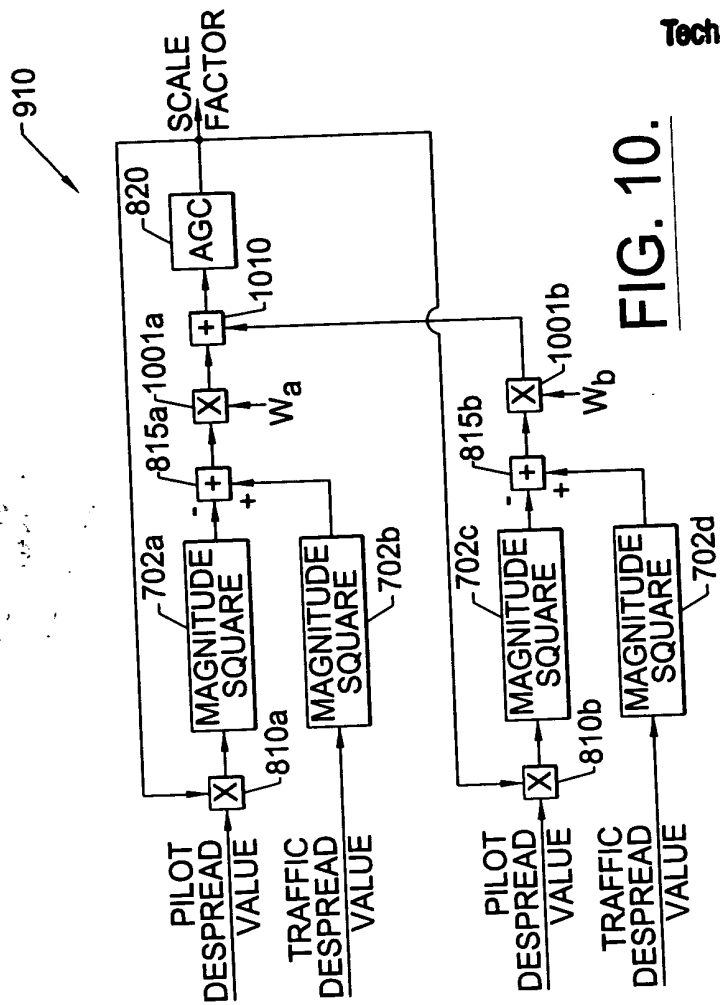 Tech
910
SCALE
FACTOR
820
AGC
1010
+
1001a
X
Wa
815a
+
-
+
702a
MAGNITUDE
SQUARE
702b
MAGNITUDE
SQUARE
X
810a
PILOT
DESPREAD
VALUE
TRAFFIC
DESPREAD
VALUE
1001b
X
Wb
815b
+
-
+
702c
MAGNITUDE
SQUARE
702d
MAGNITUDE
SQUARE
X
810b
PILOT
DESPREAD
VALUE
TRAFFIC
DESPREAD
VALUE
FIG. 10.